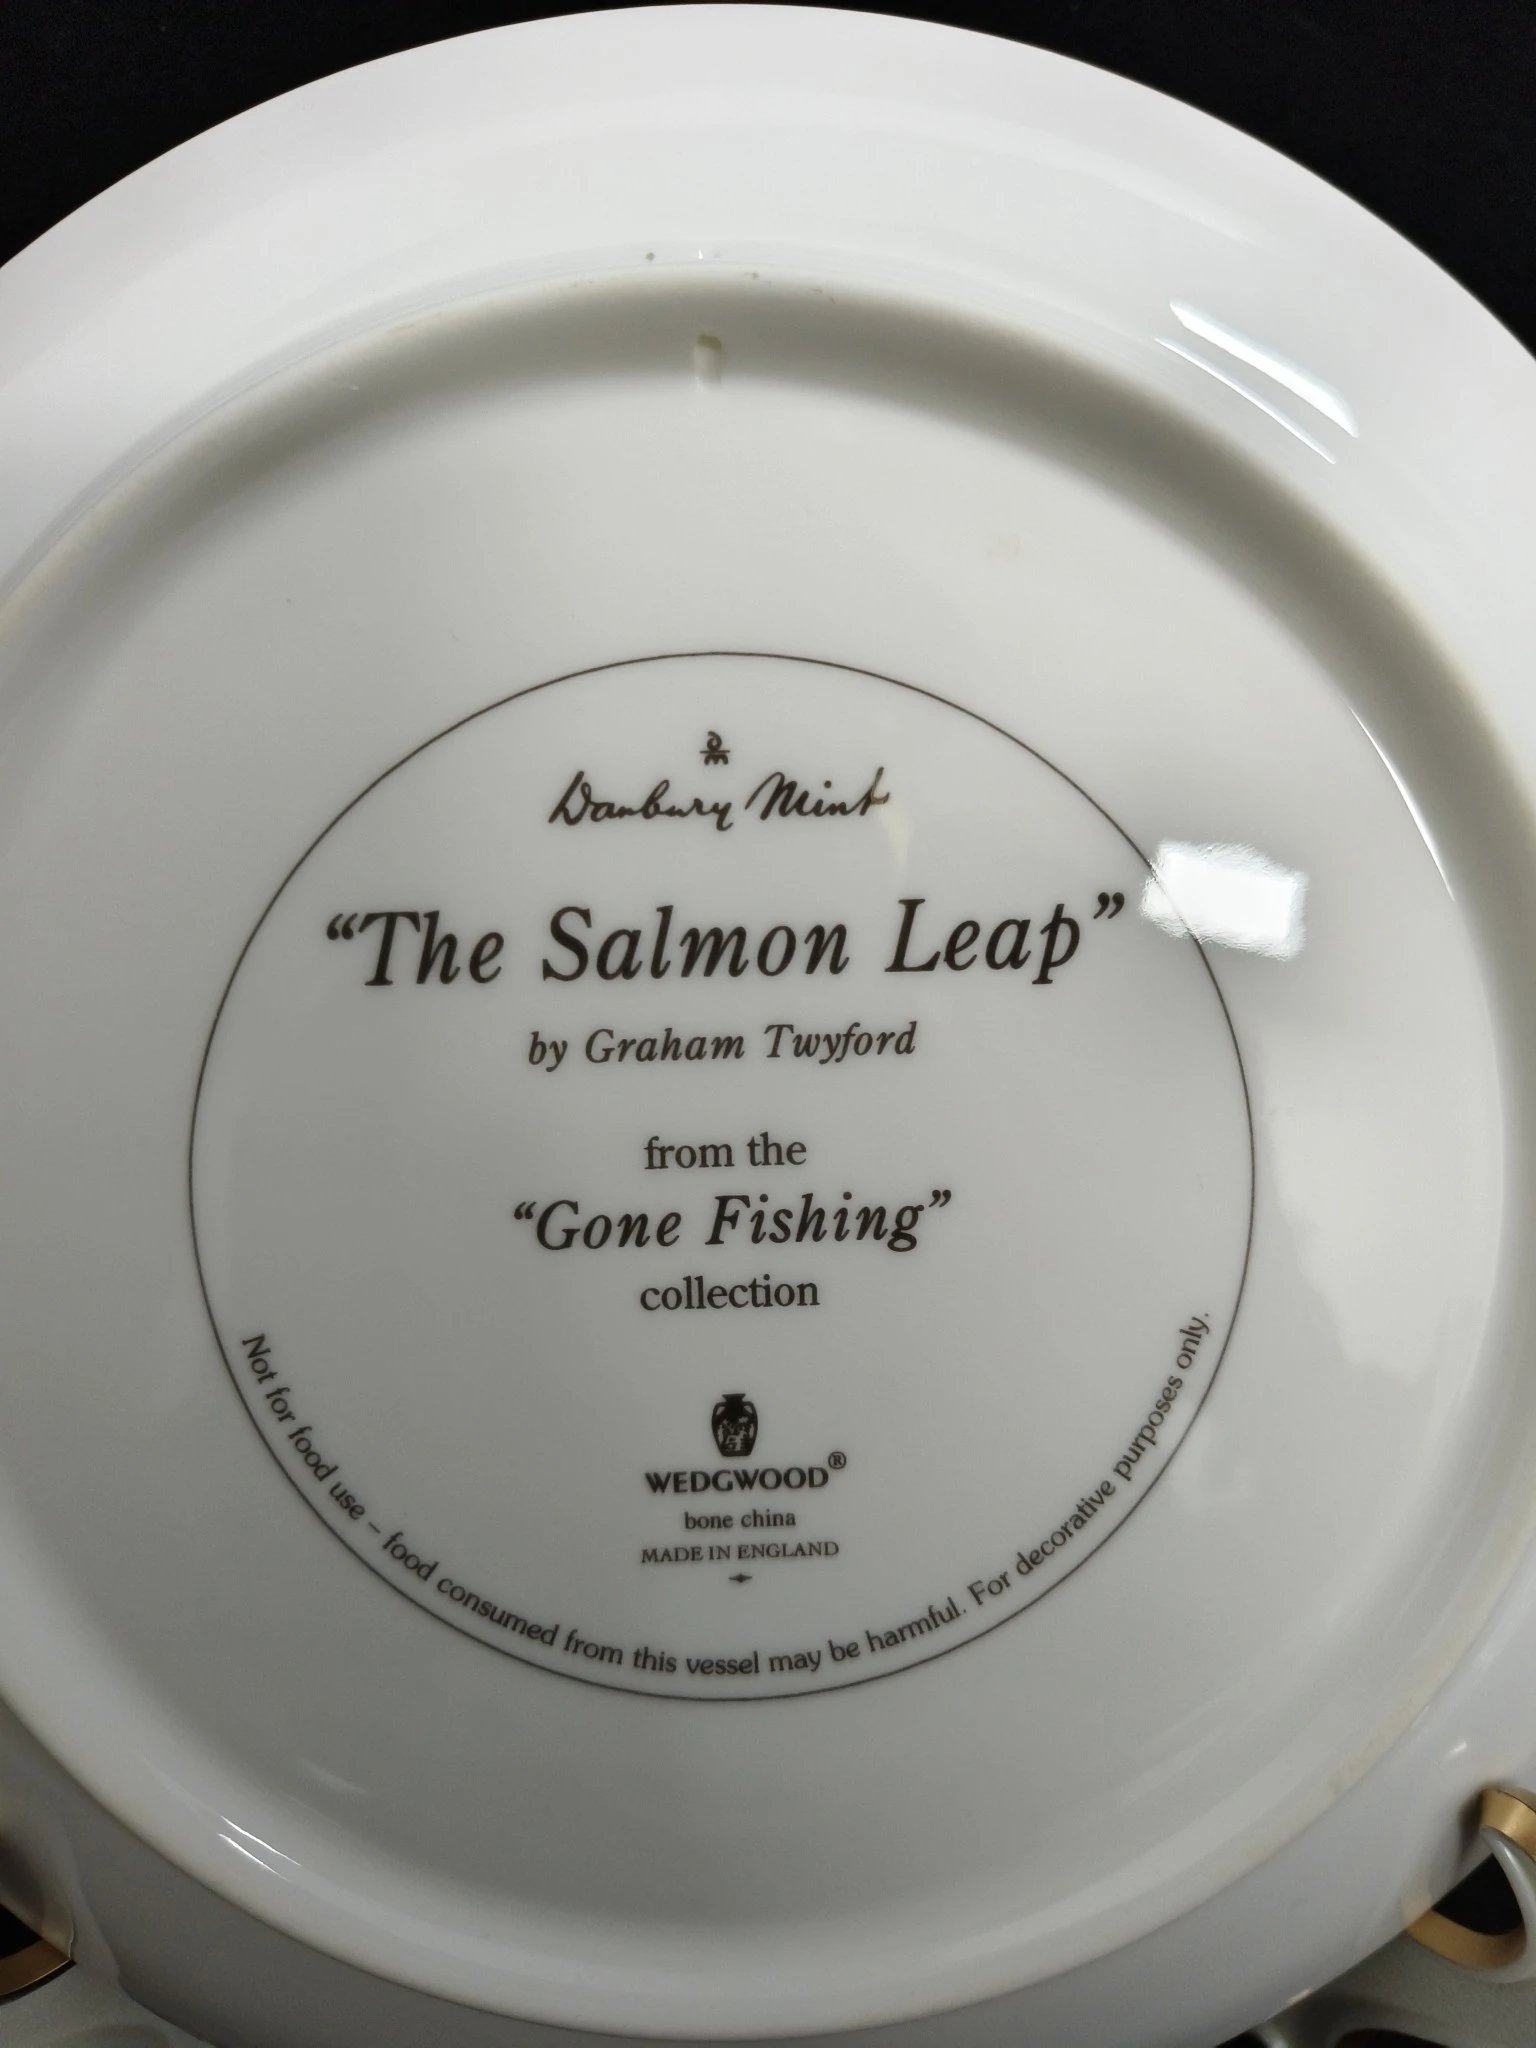 Danbury Mint
“The Salmon Leap”
by Graham Twyford
from the
“Gone Fishing”
collection
WEDGWOOD®
bone china
MADE IN ENGLAND
Not for food use – food consumed from this vessel may be harmful. For decorative purposes only.